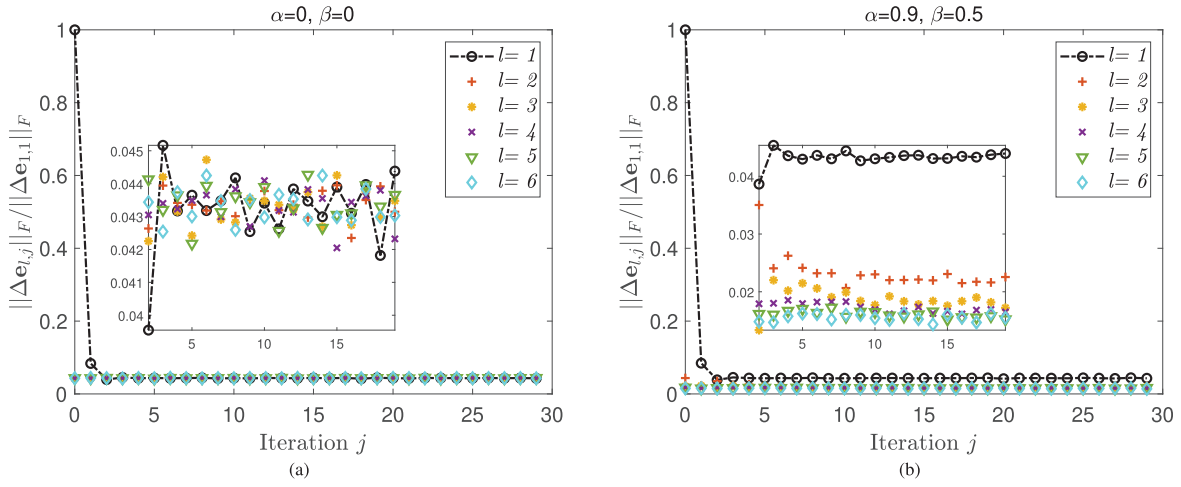 α=0, β=0
||Δe_{l,j}||_F/||Δe_{1,1}||_F
1
0.8
0.6
0.4
0.2
0
0.045
0.044
0.043
0.042
0.041
0.04
5
10
15
l= 1
l= 2
l= 3
l= 4
l= 5
l= 6
0
5
10
15
20
25
30
Iteration j
(a)
α=0.9, β=0.5
||Δe_{l,j}||_F/||Δe_{1,1}||_F
1
0.8
0.6
0.4
0.2
0
0.04
0.03
0.02
5
10
15
l= 1
l= 2
l= 3
l= 4
l= 5
l= 6
0
5
10
15
20
25
30
Iteration j
(b)